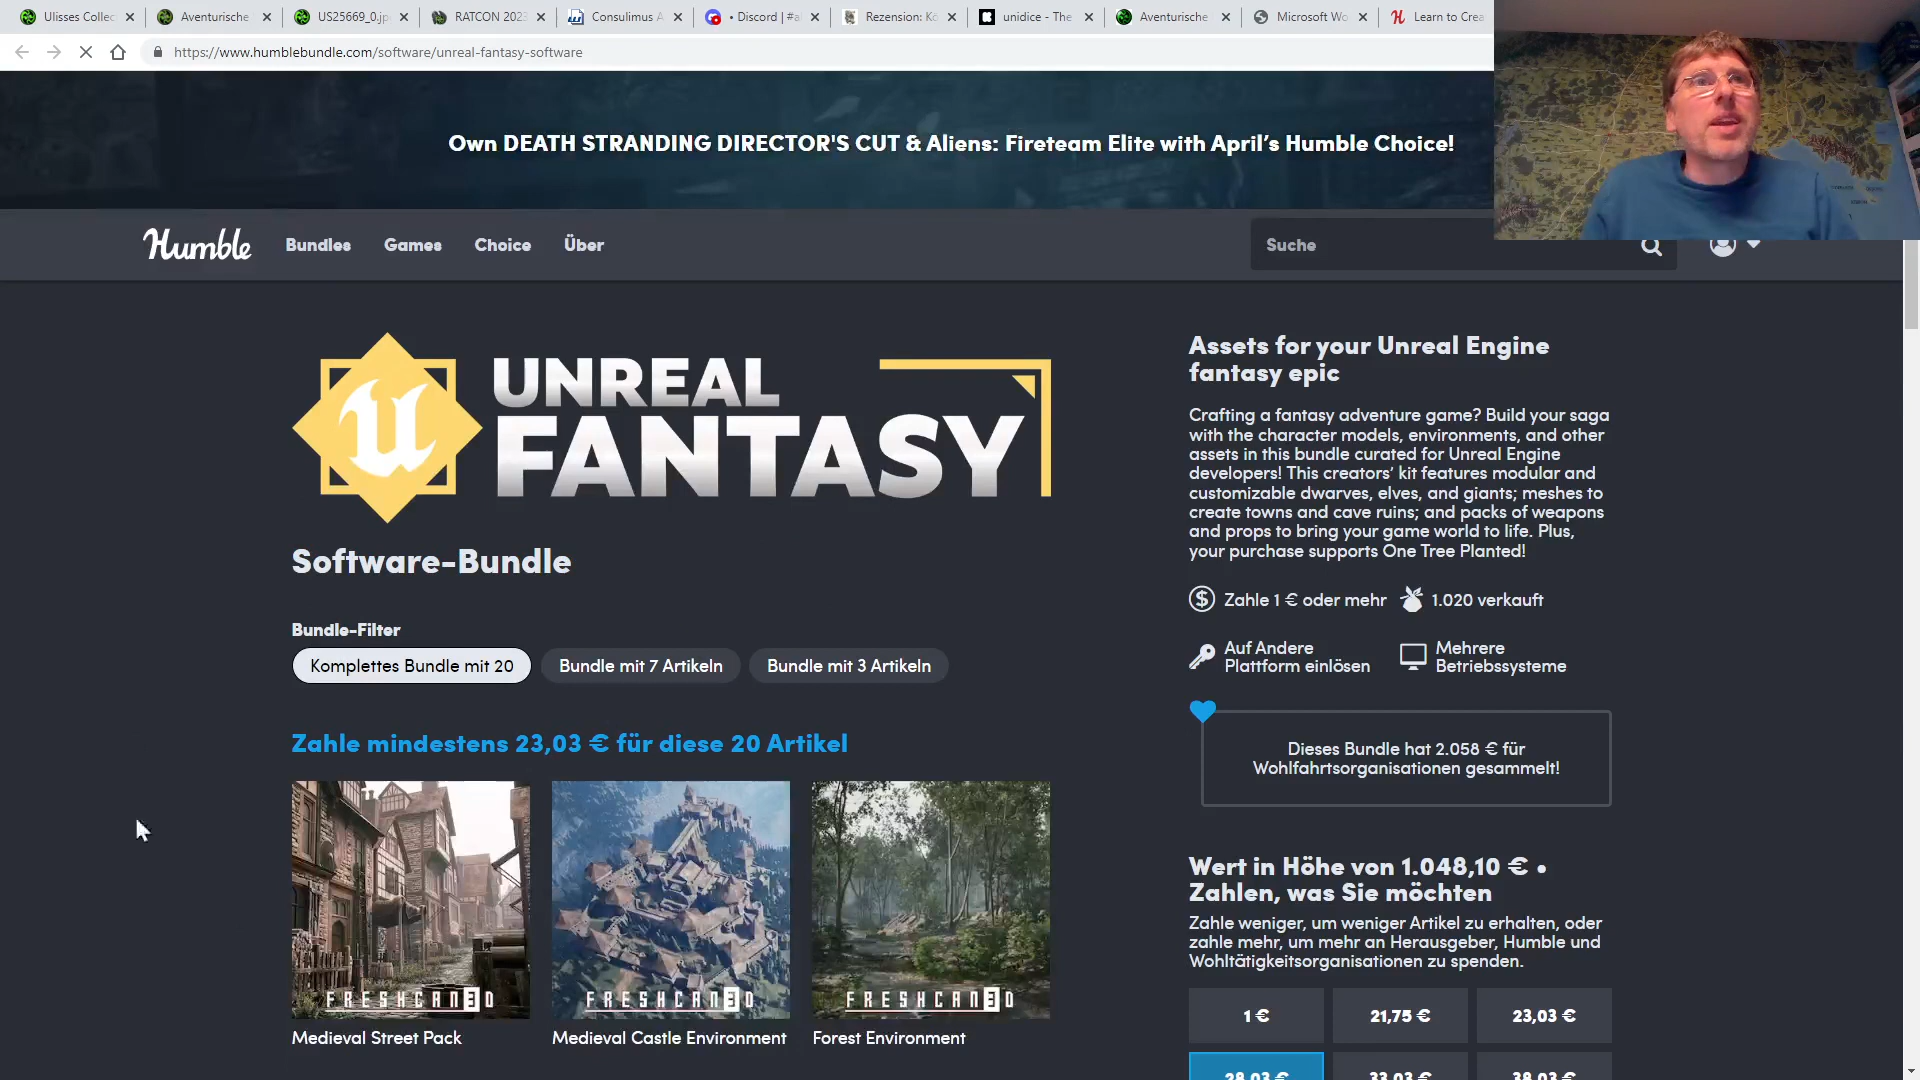 Ulisses Collec
Aventurische
US25669_0.jp
RATCON 2023
Consulimus A
• Discord | #a
Rezension: Kö
unidice - The
Aventurische
Microsoft Wo
Learn to Crea
https://www.humblebundle.com/software/unreal-fantasy-software
Own DEATH STRANDING DIRECTOR'S CUT & Aliens: Fireteam Elite with April's Humble Choice!
Humble
Bundles
Games
Choice
Über
Suche
UNREAL
FANTASY
Software-Bundle
Bundle-Filter
Komplettes Bundle mit 20
Bundle mit 7 Artikeln
Bundle mit 3 Artikeln
Zahle mindestens 23,03 € für diese 20 Artikel
FRESHCAN3D
FRESHCAN3D
FRESHCAN3D
Medieval Street Pack
Medieval Castle Environment
Forest Environment
Assets for your Unreal Engine
fantasy epic
Crafting a fantasy adventure game? Build your saga
with the character models, environments, and other
assets in this bundle curated for Unreal Engine
developers! This creators' kit features modular and
customizable dwarves, elves, and giants; meshes to
create towns and cave ruins; and packs of weapons
and props to bring your game world to life. Plus,
your purchase supports One Tree Planted!
Zahle 1 € oder mehr
1.020 verkauft
Auf Andere
Plattform einlösen
Mehrere
Betriebssysteme
Dieses Bundle hat 2.058 € für
Wohlfahrtsorganisationen gesammelt!
Wert in Höhe von 1.048,10 € •
Zahlen, was Sie möchten
Zahle weniger, um weniger Artikel zu erhalten, oder
zahle mehr, um mehr an Herausgeber, Humble und
Wohltätigkeitsorganisationen zu spenden.
1 €
21,75 €
23,03 €
28,03 €
33,03 €
38,03 €